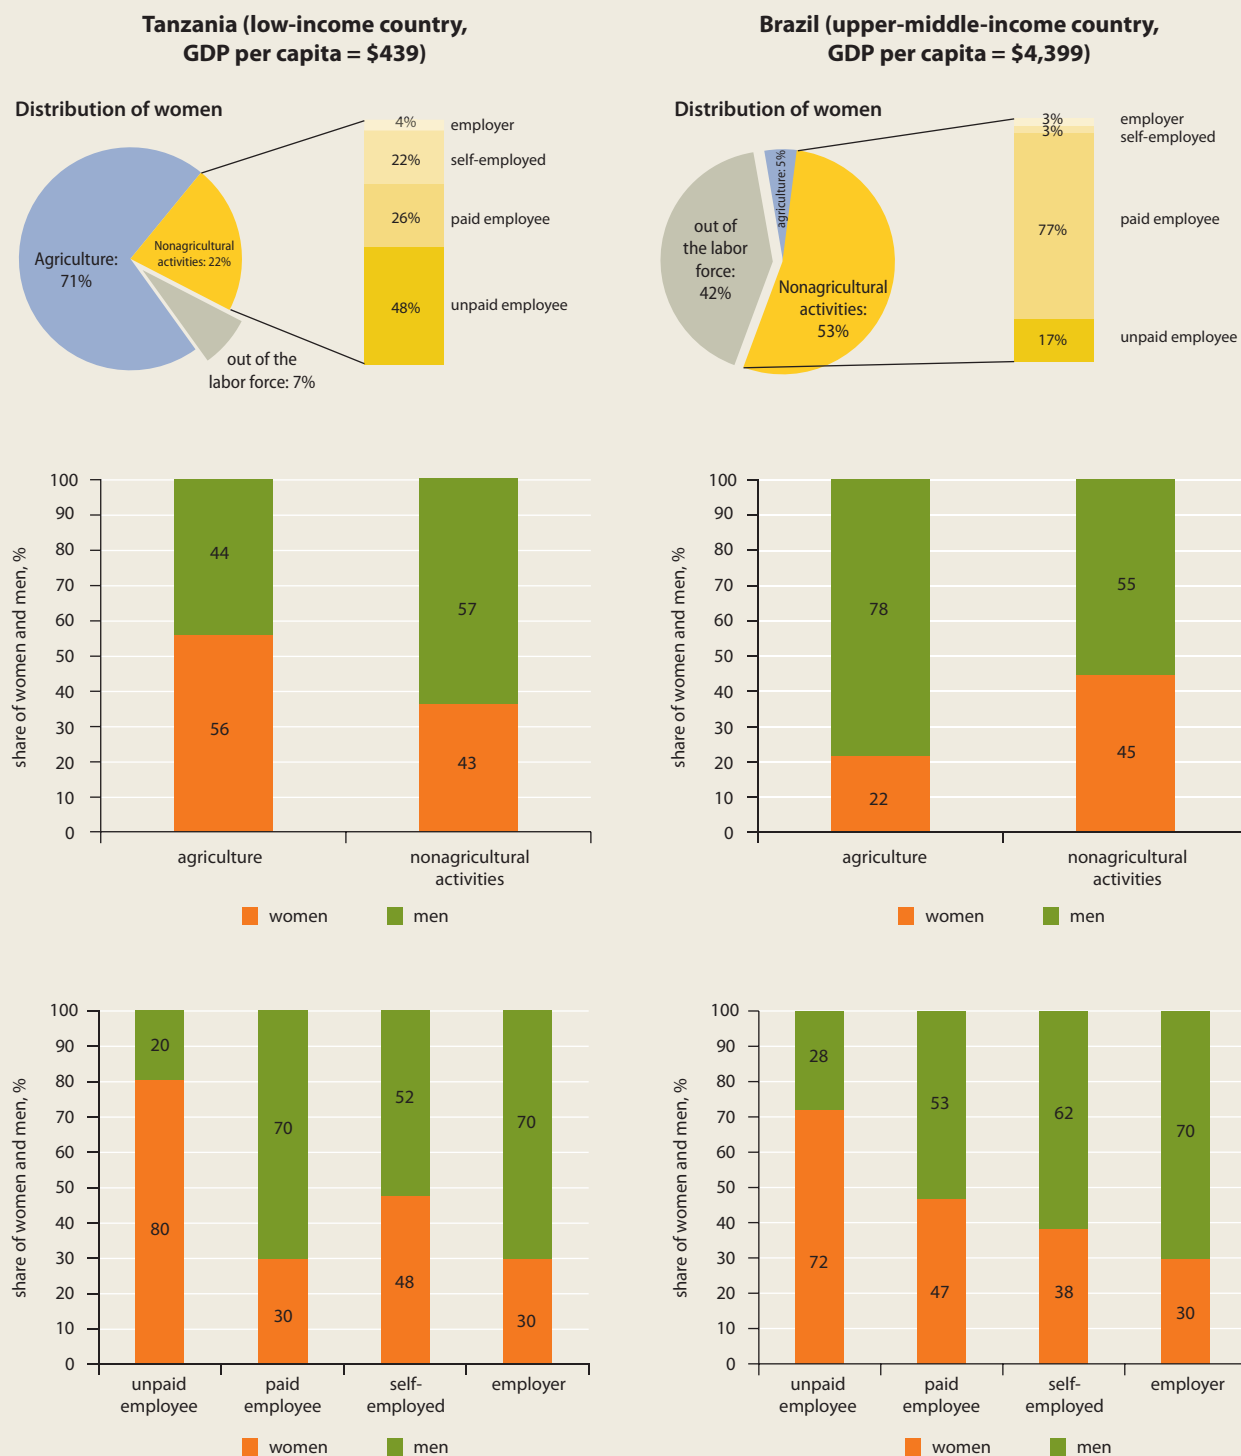 Tanzania (low-income country,
GDP per capita = $439)
Distribution of women
Agriculture:
71%
Nonagricultural
activities: 22%
out of the
labor force: 7%
4%
employer
22%
self-employed
26%
paid employee
48%
unpaid employee
Brazil (upper-middle-income country,
GDP per capita = $4,399)
Distribution of women
agriculture: 5%
out of
the labor
force:
42%
Nonagricultural
activities:
53%
3%
employer
3%
self-employed
77%
paid employee
17%
unpaid employee
share of women and men, %
100
90
80
70
60
50
40
30
20
10
0
44
56
57
43
agriculture
nonagricultural
activities
women
men
share of women and men, %
100
90
80
70
60
50
40
30
20
10
0
78
22
55
45
agriculture
nonagricultural
activities
women
men
share of women and men, %
100
90
80
70
60
50
40
30
20
10
0
20
80
70
30
52
48
70
30
unpaid
employee
paid
employee
self-
employed
employer
women
men
share of women and men, %
100
90
80
70
60
50
40
30
20
10
0
28
72
53
47
62
38
70
30
unpaid
employee
paid
employee
self-
employed
employer
women
men